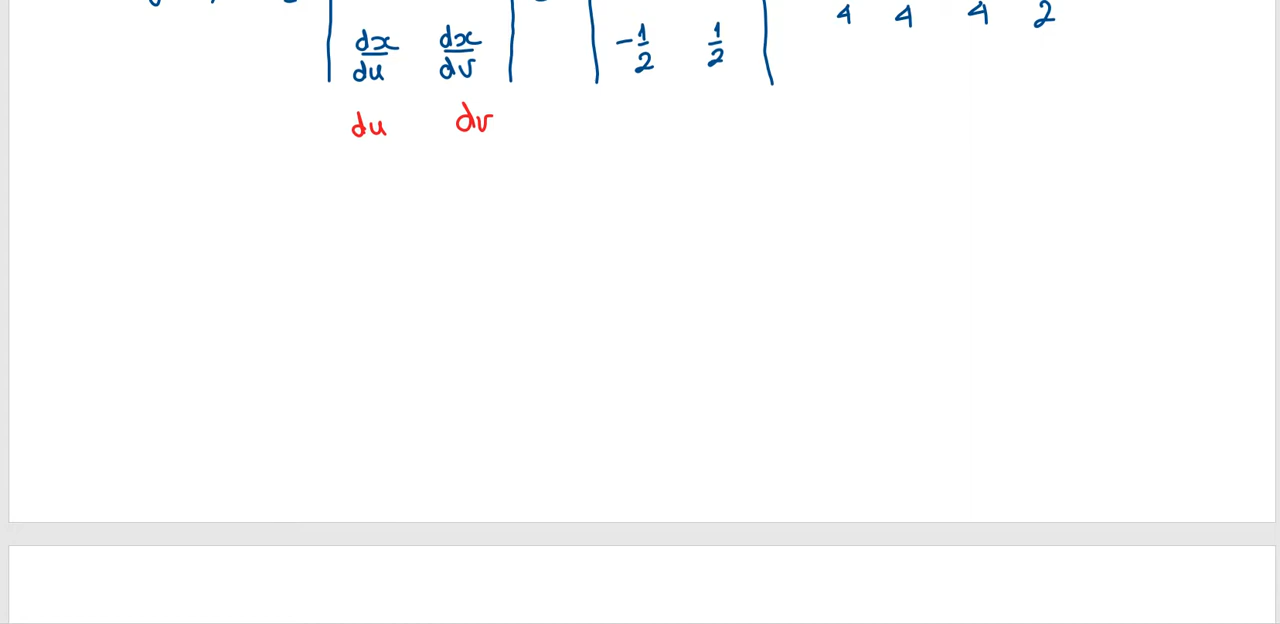 4 4 4 2
| dx/du dx/dv | | -1/2 1/2 |
du dv